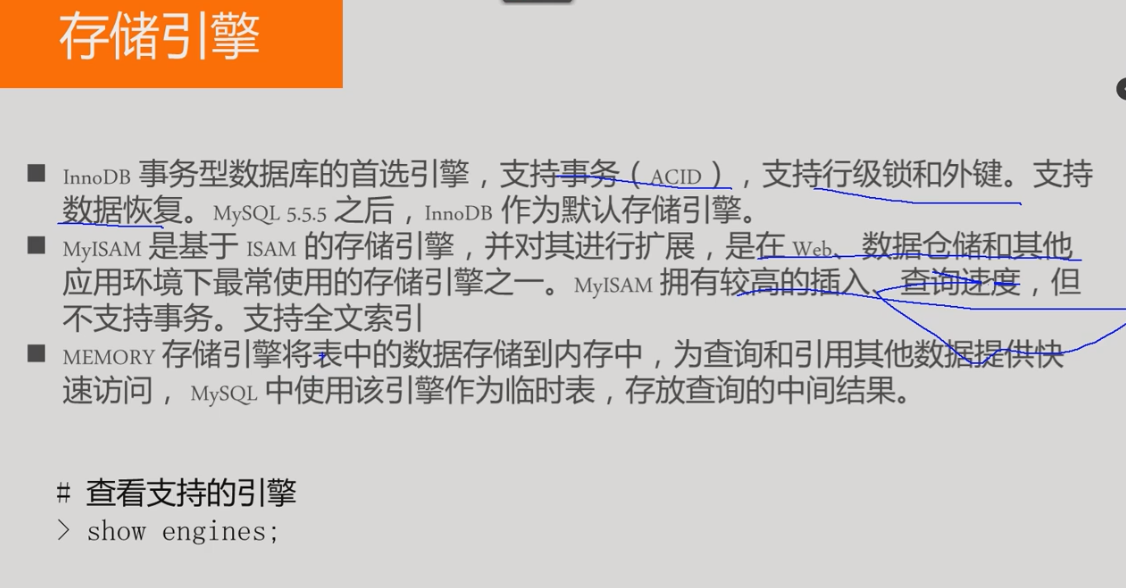 存储引擎
■ InnoDB 事务型数据库的首选引擎，支持事务（ACID），支持行级锁和外键。支持
数据恢复。MySQL 5.5.5 之后，InnoDB 作为默认存储引擎。
■ MyISAM 是基于 ISAM 的存储引擎，并对其进行扩展，是在 Web、数据仓储和其他
应用环境下最常使用的存储引擎之一。MyISAM 拥有较高的插入、查询速度，但
不支持事务。支持全文索引
■ MEMORY 存储引擎将表中的数据存储到内存中，为查询和引用其他数据提供快
速访问，MySQL 中使用该引擎作为临时表，存放查询的中间结果。
# 查看支持的引擎
> show engines;